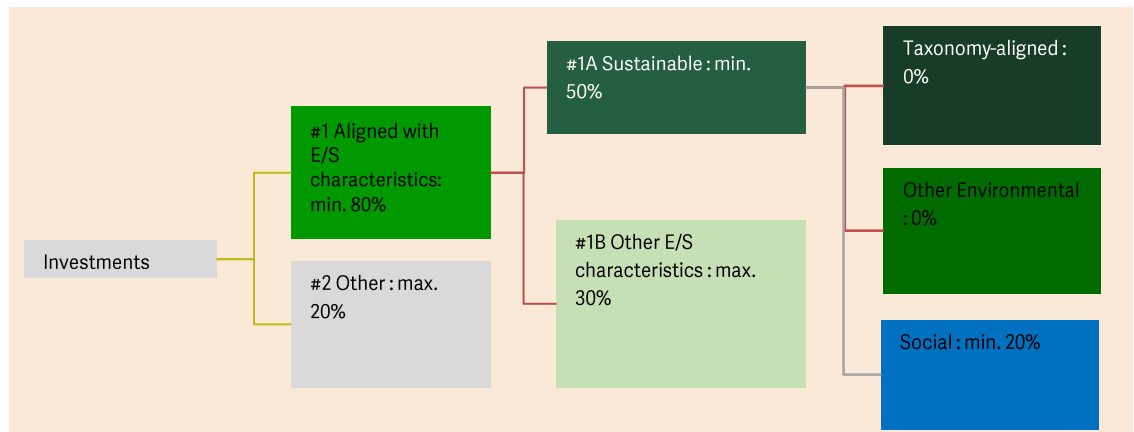 Investments
#1 Aligned with
E/S
characteristics:
min. 80%
#2 Other : max.
20%
#1A Sustainable : min.
50%
#1B Other E/S
characteristics : max.
30%
Taxonomy-aligned :
0%
Other Environmental
: 0%
Social : min. 20%